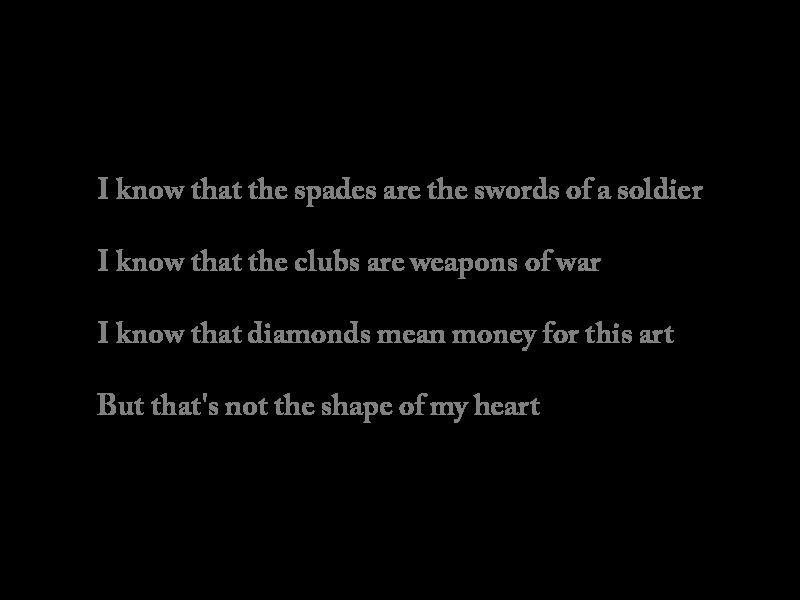 I know that the spades are the swords of a soldier
I know that the clubs are weapons of war
I know that diamonds mean money for this art
But that's not the shape of my heart